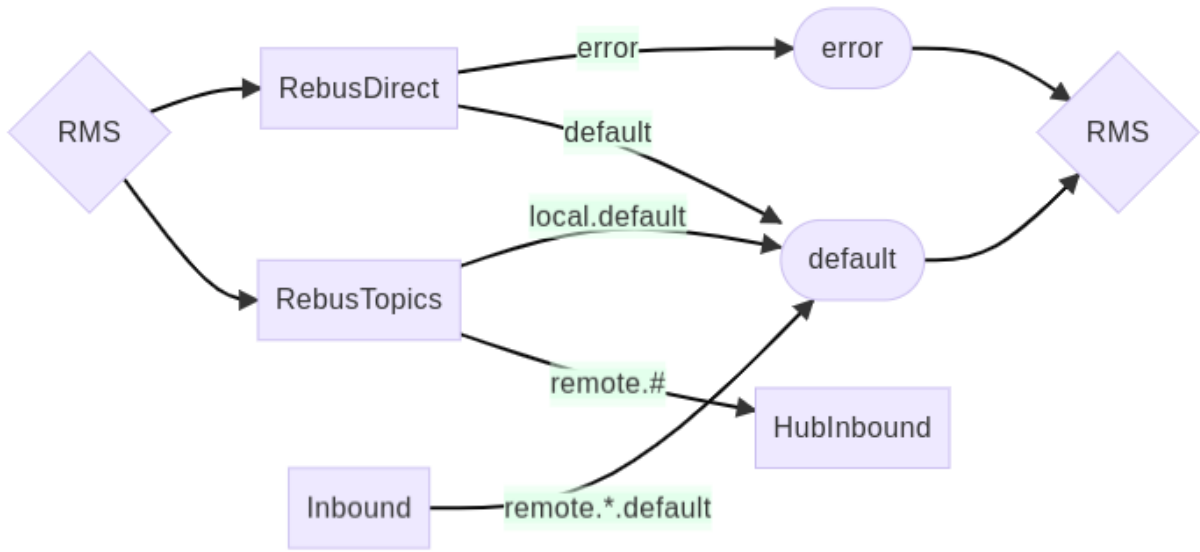 error
error
RebusDirect
RMS
default
RMS
local.default
default
RebusTopics
remote.#
HubInbound
Inbound
remote.*.default